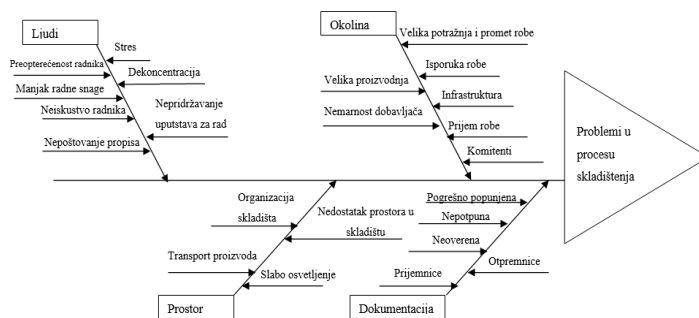 Ljudi
Stres
Preopterećenost radnika
Dekoncentracija
Manjak radne snage
Neiskustvo radnika
Nepridržavanje
uputstava za rad
Nepoštovanje propisa
Okolina
Velika potražnja i promet robe
Isporuka robe
Velika proizvodnja
Infrastruktura
Nemarnost dobavljača
Prijem robe
Komitenti
Problemi u
procesu
skladištenja
Organizacija
skladišta
Nedostatak prostora u
skladištu
Transport proizvoda
Slabo osvetljenje
Prostor
Pogrešno popunjena
Nepotpuna
Neoverena
Otpremnice
Prijemnice
Dokumentacija